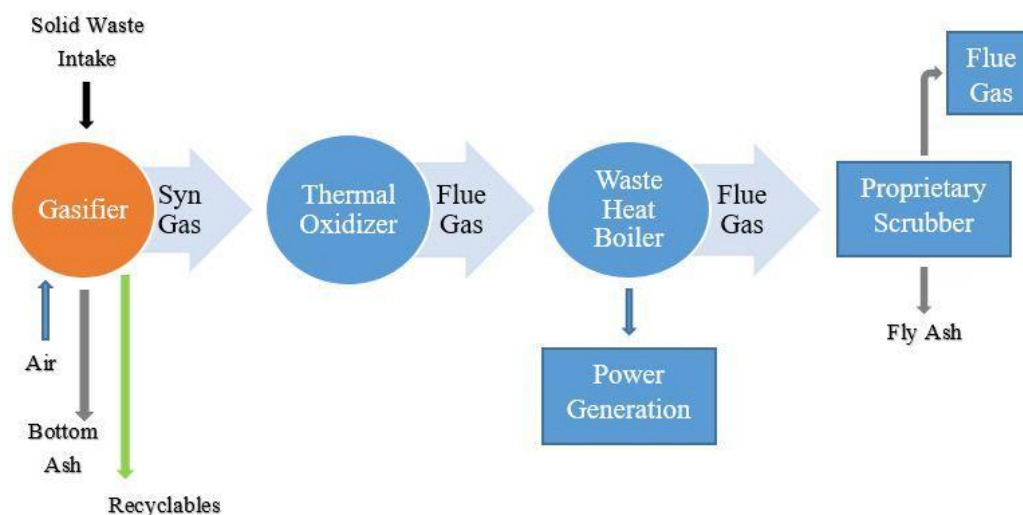 Solid Waste
Intake
Gasifier
Syn
Gas
Air
Bottom
Ash
Recyclables
Thermal
Oxidizer
Flue
Gas
Waste
Heat
Boiler
Flue
Gas
Power
Generation
Proprietary
Scrubber
Flue
Gas
Fly Ash